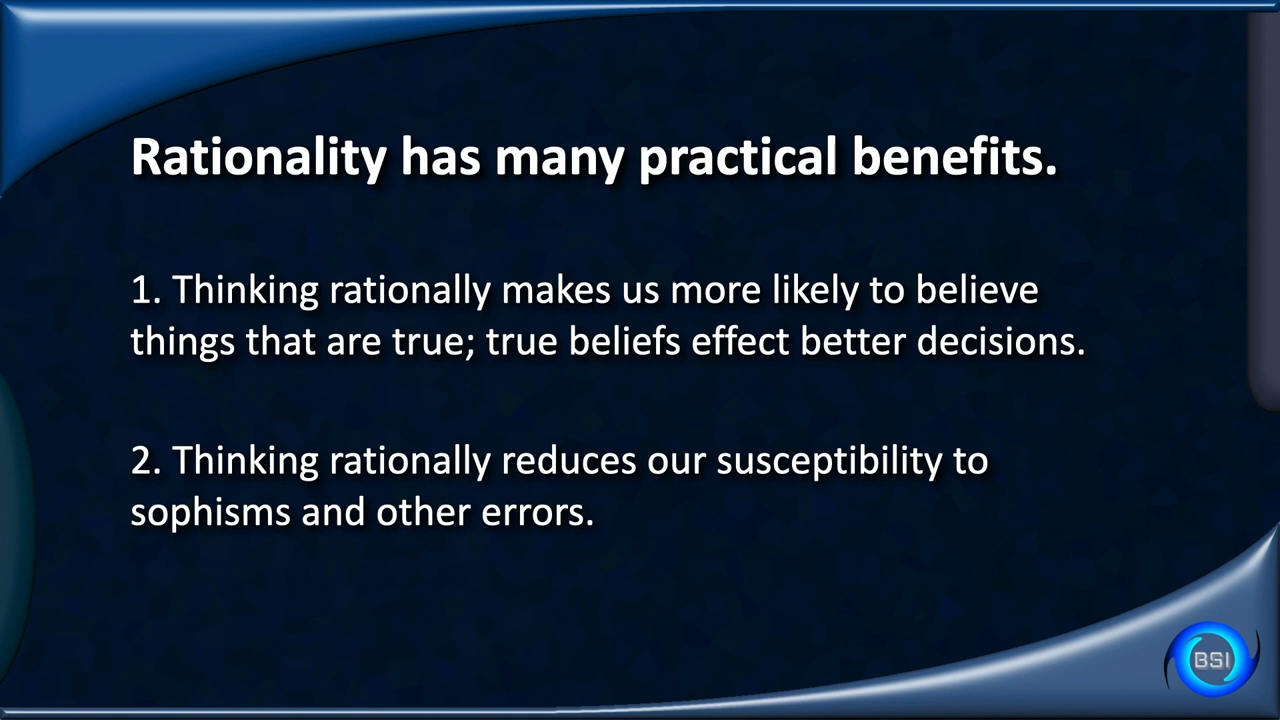 Rationality has many practical benefits.
1. Thinking rationally makes us more likely to believe
things that are true; true beliefs effect better decisions.
2. Thinking rationally reduces our susceptibility to
sophisms and other errors.
BSI